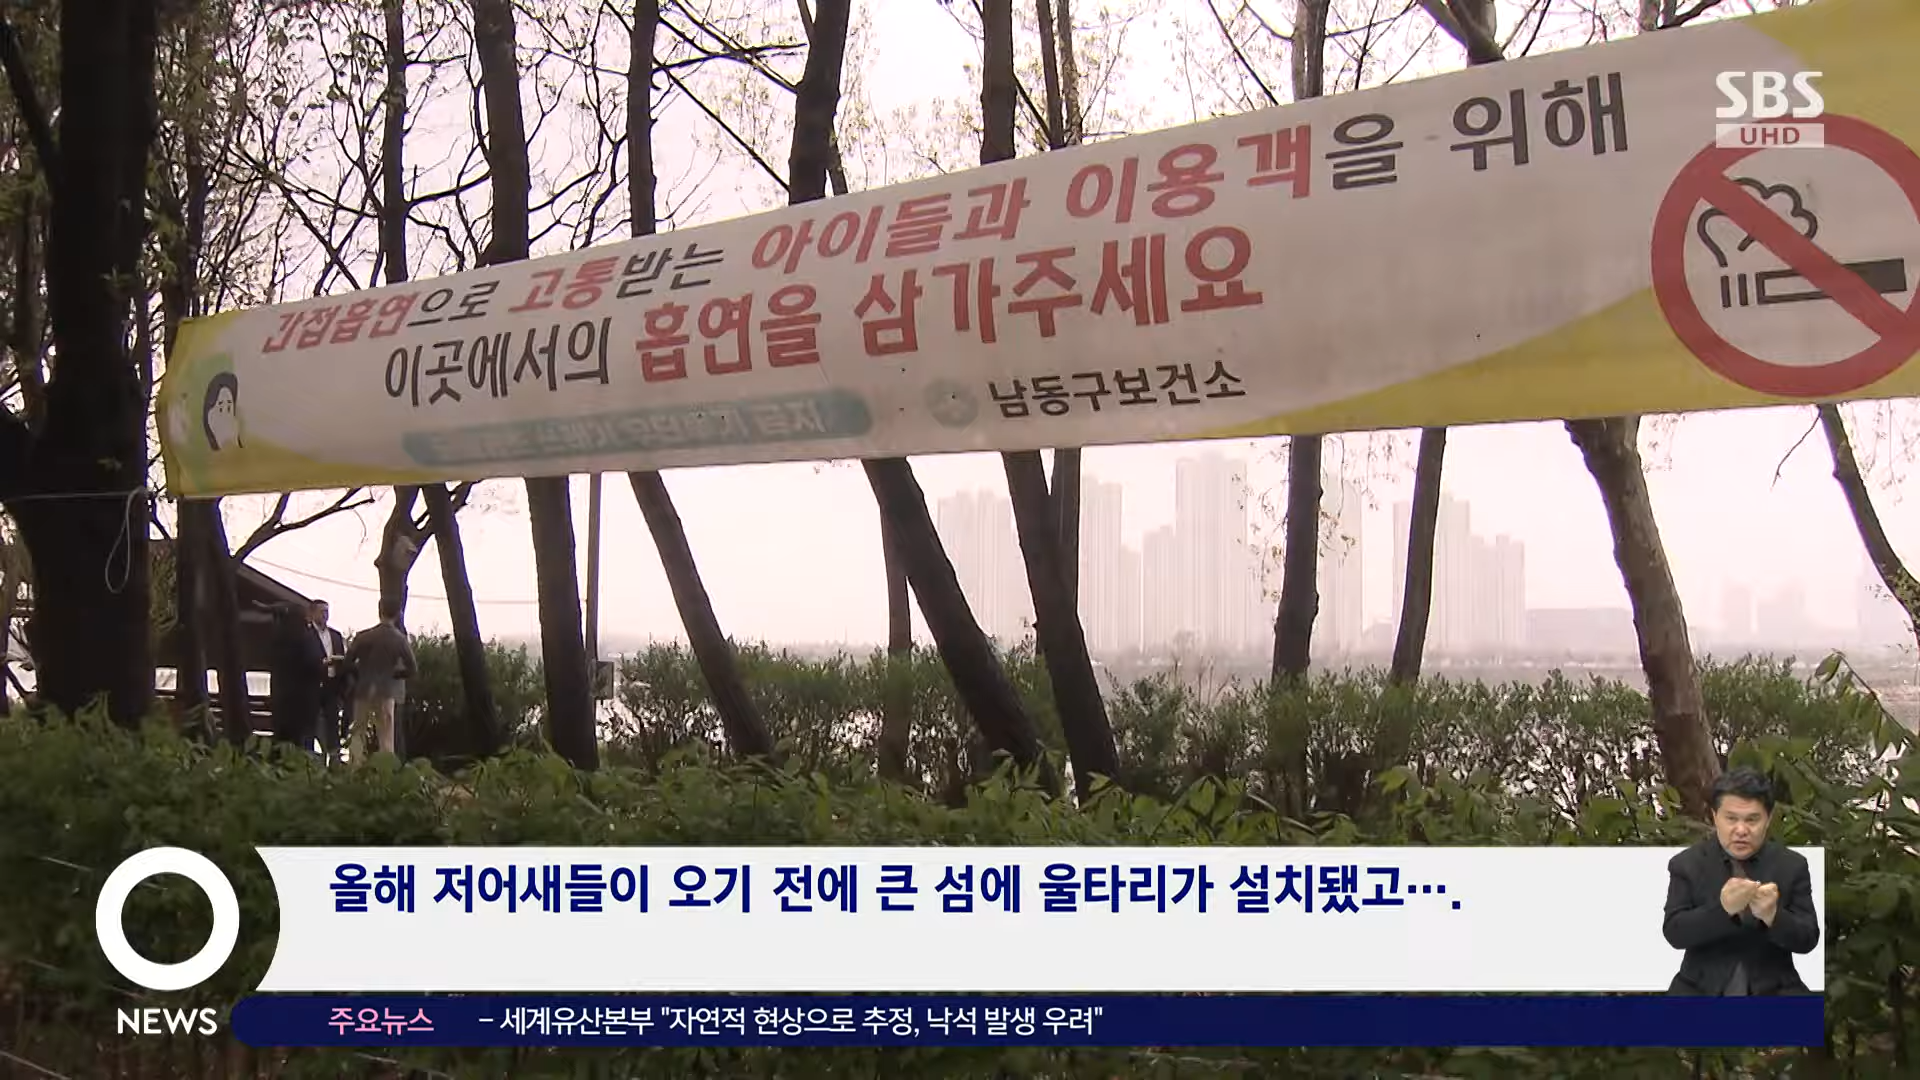 SBS
UHD
간접흡연으로 고통받는 아이들과 이용객을 위해
이곳에서의 흡연을 삼가주세요
남동구보건소
올해 저어새들이 오기 전에 큰 섬에 울타리가 설치됐고….
NEWS
주요뉴스 - 세계유산본부 "자연적 현상으로 추정, 낙석 발생 우려"